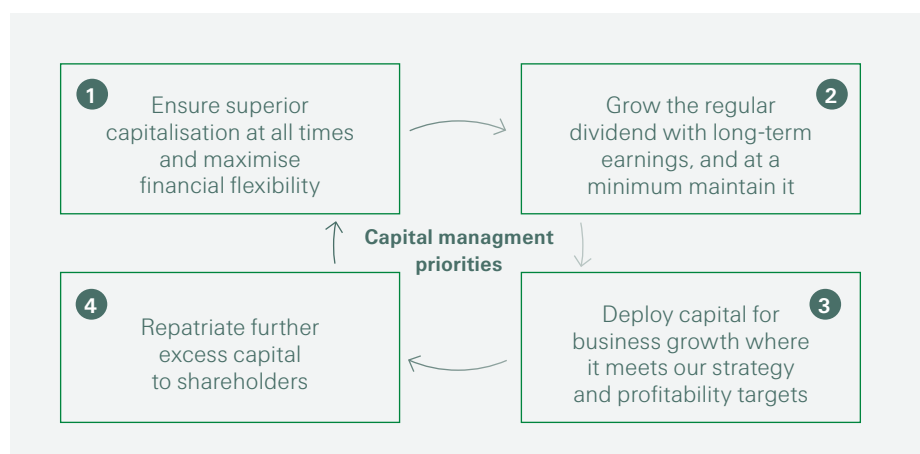 1
Ensure superior
capitalisation at all times
and maximise
financial flexibility
2
Grow the regular
dividend with long-term
earnings, and at a
minimum maintain it
Capital managment
priorities
4
Repatriate further
excess capital
to shareholders
3
Deploy capital for
business growth where
it meets our strategy
and profitability targets